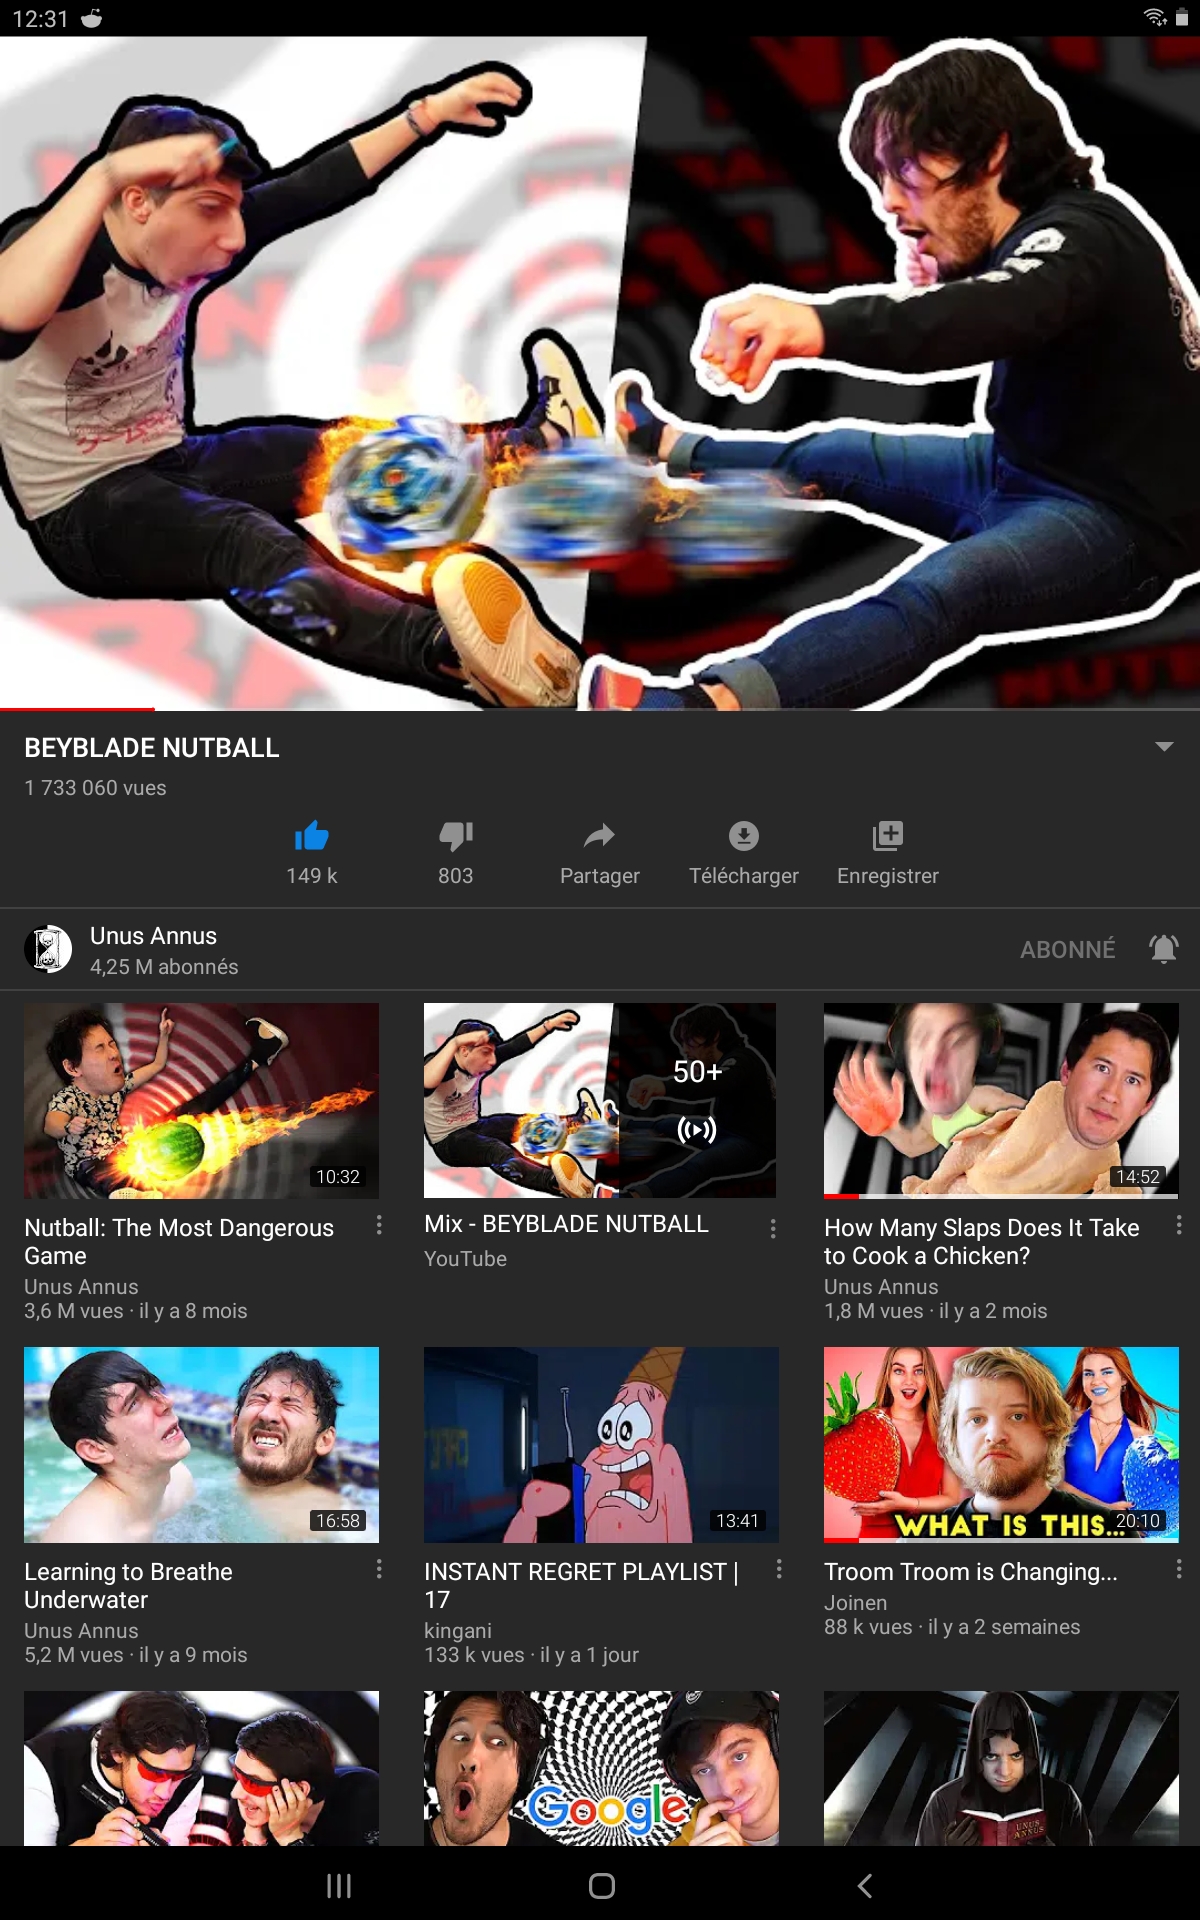 12:31
BEYBLADE NUTBALL
1 733 060 vues
149 k
803
Partager
Télécharger
Enregistrer
Unus Annus
4,25 M abonnés
ABONNÉ
10:32
50+
14:52
Nutball: The Most Dangerous
Game
Unus Annus
3,6 M vues · il y a 8 mois
Mix - BEYBLADE NUTBALL
YouTube
How Many Slaps Does It Take
to Cook a Chicken?
Unus Annus
1,8 M vues · il y a 2 mois
16:58
13:41
WHAT IS THIS...
20:10
Learning to Breathe
Underwater
Unus Annus
5,2 M vues · il y a 9 mois
INSTANT REGRET PLAYLIST |
17
kingani
133 k vues · il y a 1 jour
Troom Troom is Changing...
Joinen
88 k vues · il y a 2 semaines
Google
UNUS
ANNUS